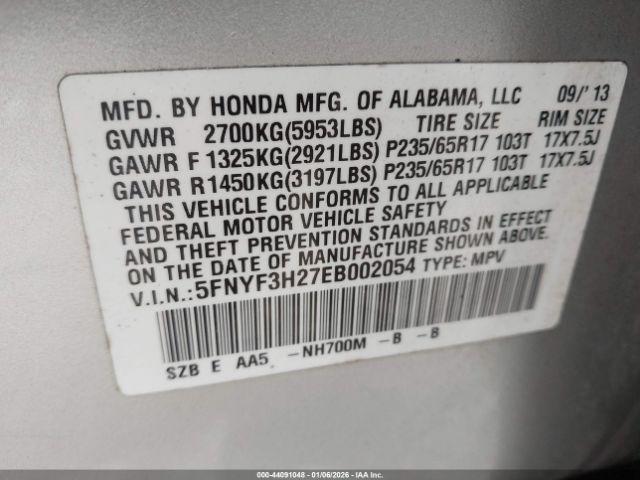 MFD. BY HONDA MFG. OF ALABAMA, LLC 09/'13
GVWR 2700KG(5953LBS) TIRE SIZE RIM SIZE
GAWR F 1325KG(2921LBS) P235/65R17 103T 17X7.5J
GAWR R1450KG(3197LBS) P235/65R17 103T 17X7.5J
THIS VEHICLE CONFORMS TO ALL APPLICABLE
FEDERAL MOTOR VEHICLE SAFETY
AND THEFT PREVENTION STANDARDS IN EFFECT
ON THE DATE OF MANUFACTURE SHOWN ABOVE.
V.I.N.:5FNYF3H27EB002054 TYPE: MPV
SZB E AA5 -NH700M -B -B
000-44091048 - 01/06/2026 - IAA Inc.